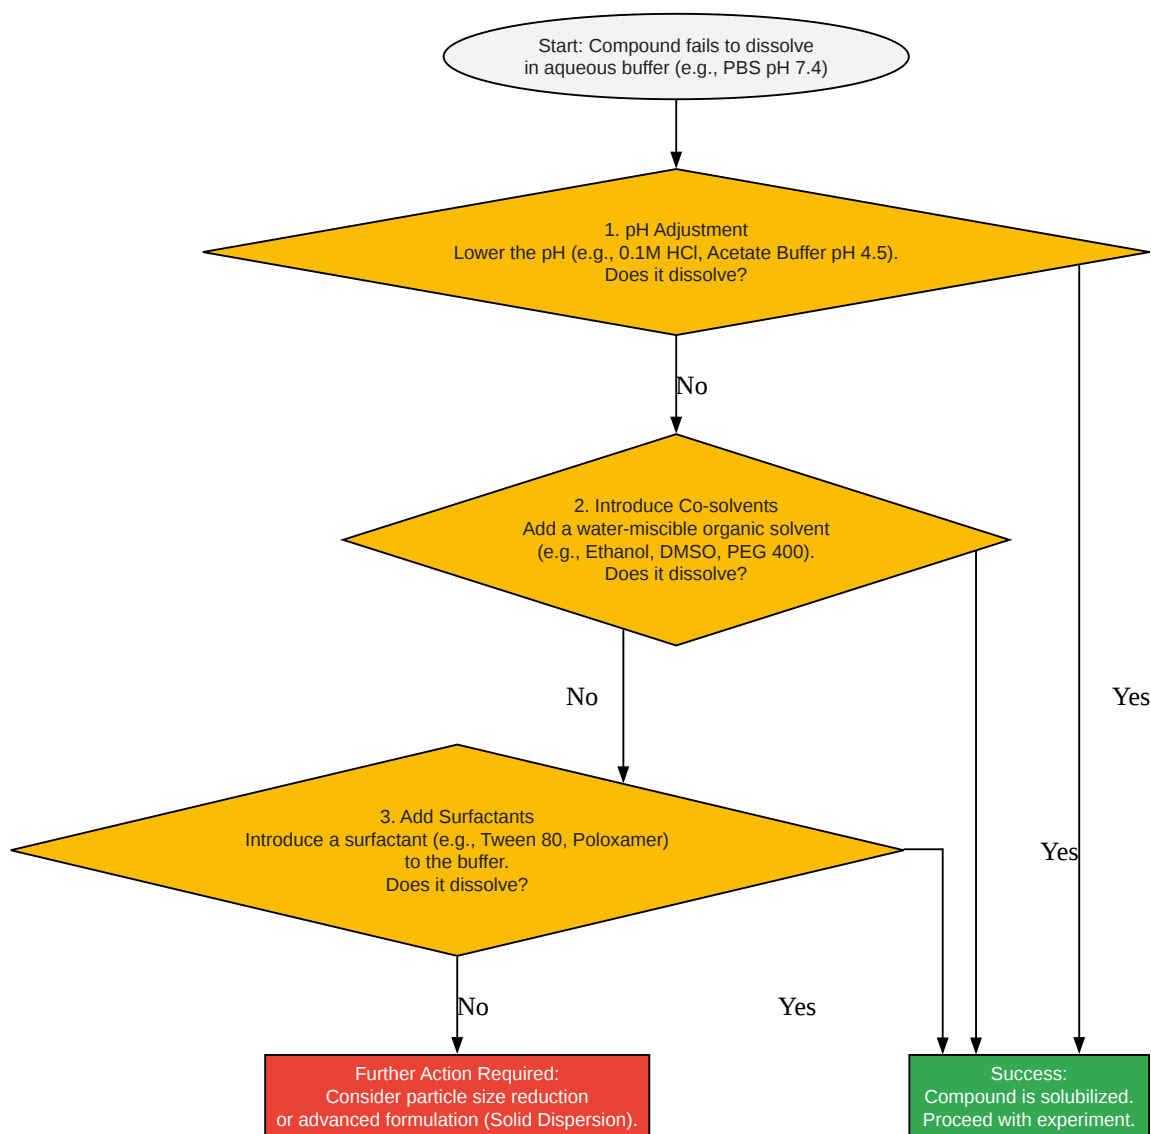 Start: Compound fails to dissolve
in aqueous buffer (e.g., PBS pH 7.4)
1. pH Adjustment
Lower the pH (e.g., 0.1M HCl, Acetate Buffer pH 4.5).
Does it dissolve?
No
2. Introduce Co-solvents
Add a water-miscible organic solvent
(e.g., Ethanol, DMSO, PEG 400).
Does it dissolve?
No
Yes
3. Add Surfactants
Introduce a surfactant (e.g., Tween 80, Poloxamer)
to the buffer.
Does it dissolve?
Yes
No
Yes
Further Action Required:
Consider particle size reduction
or advanced formulation (Solid Dispersion).
Success:
Compound is solubilized.
Proceed with experiment.